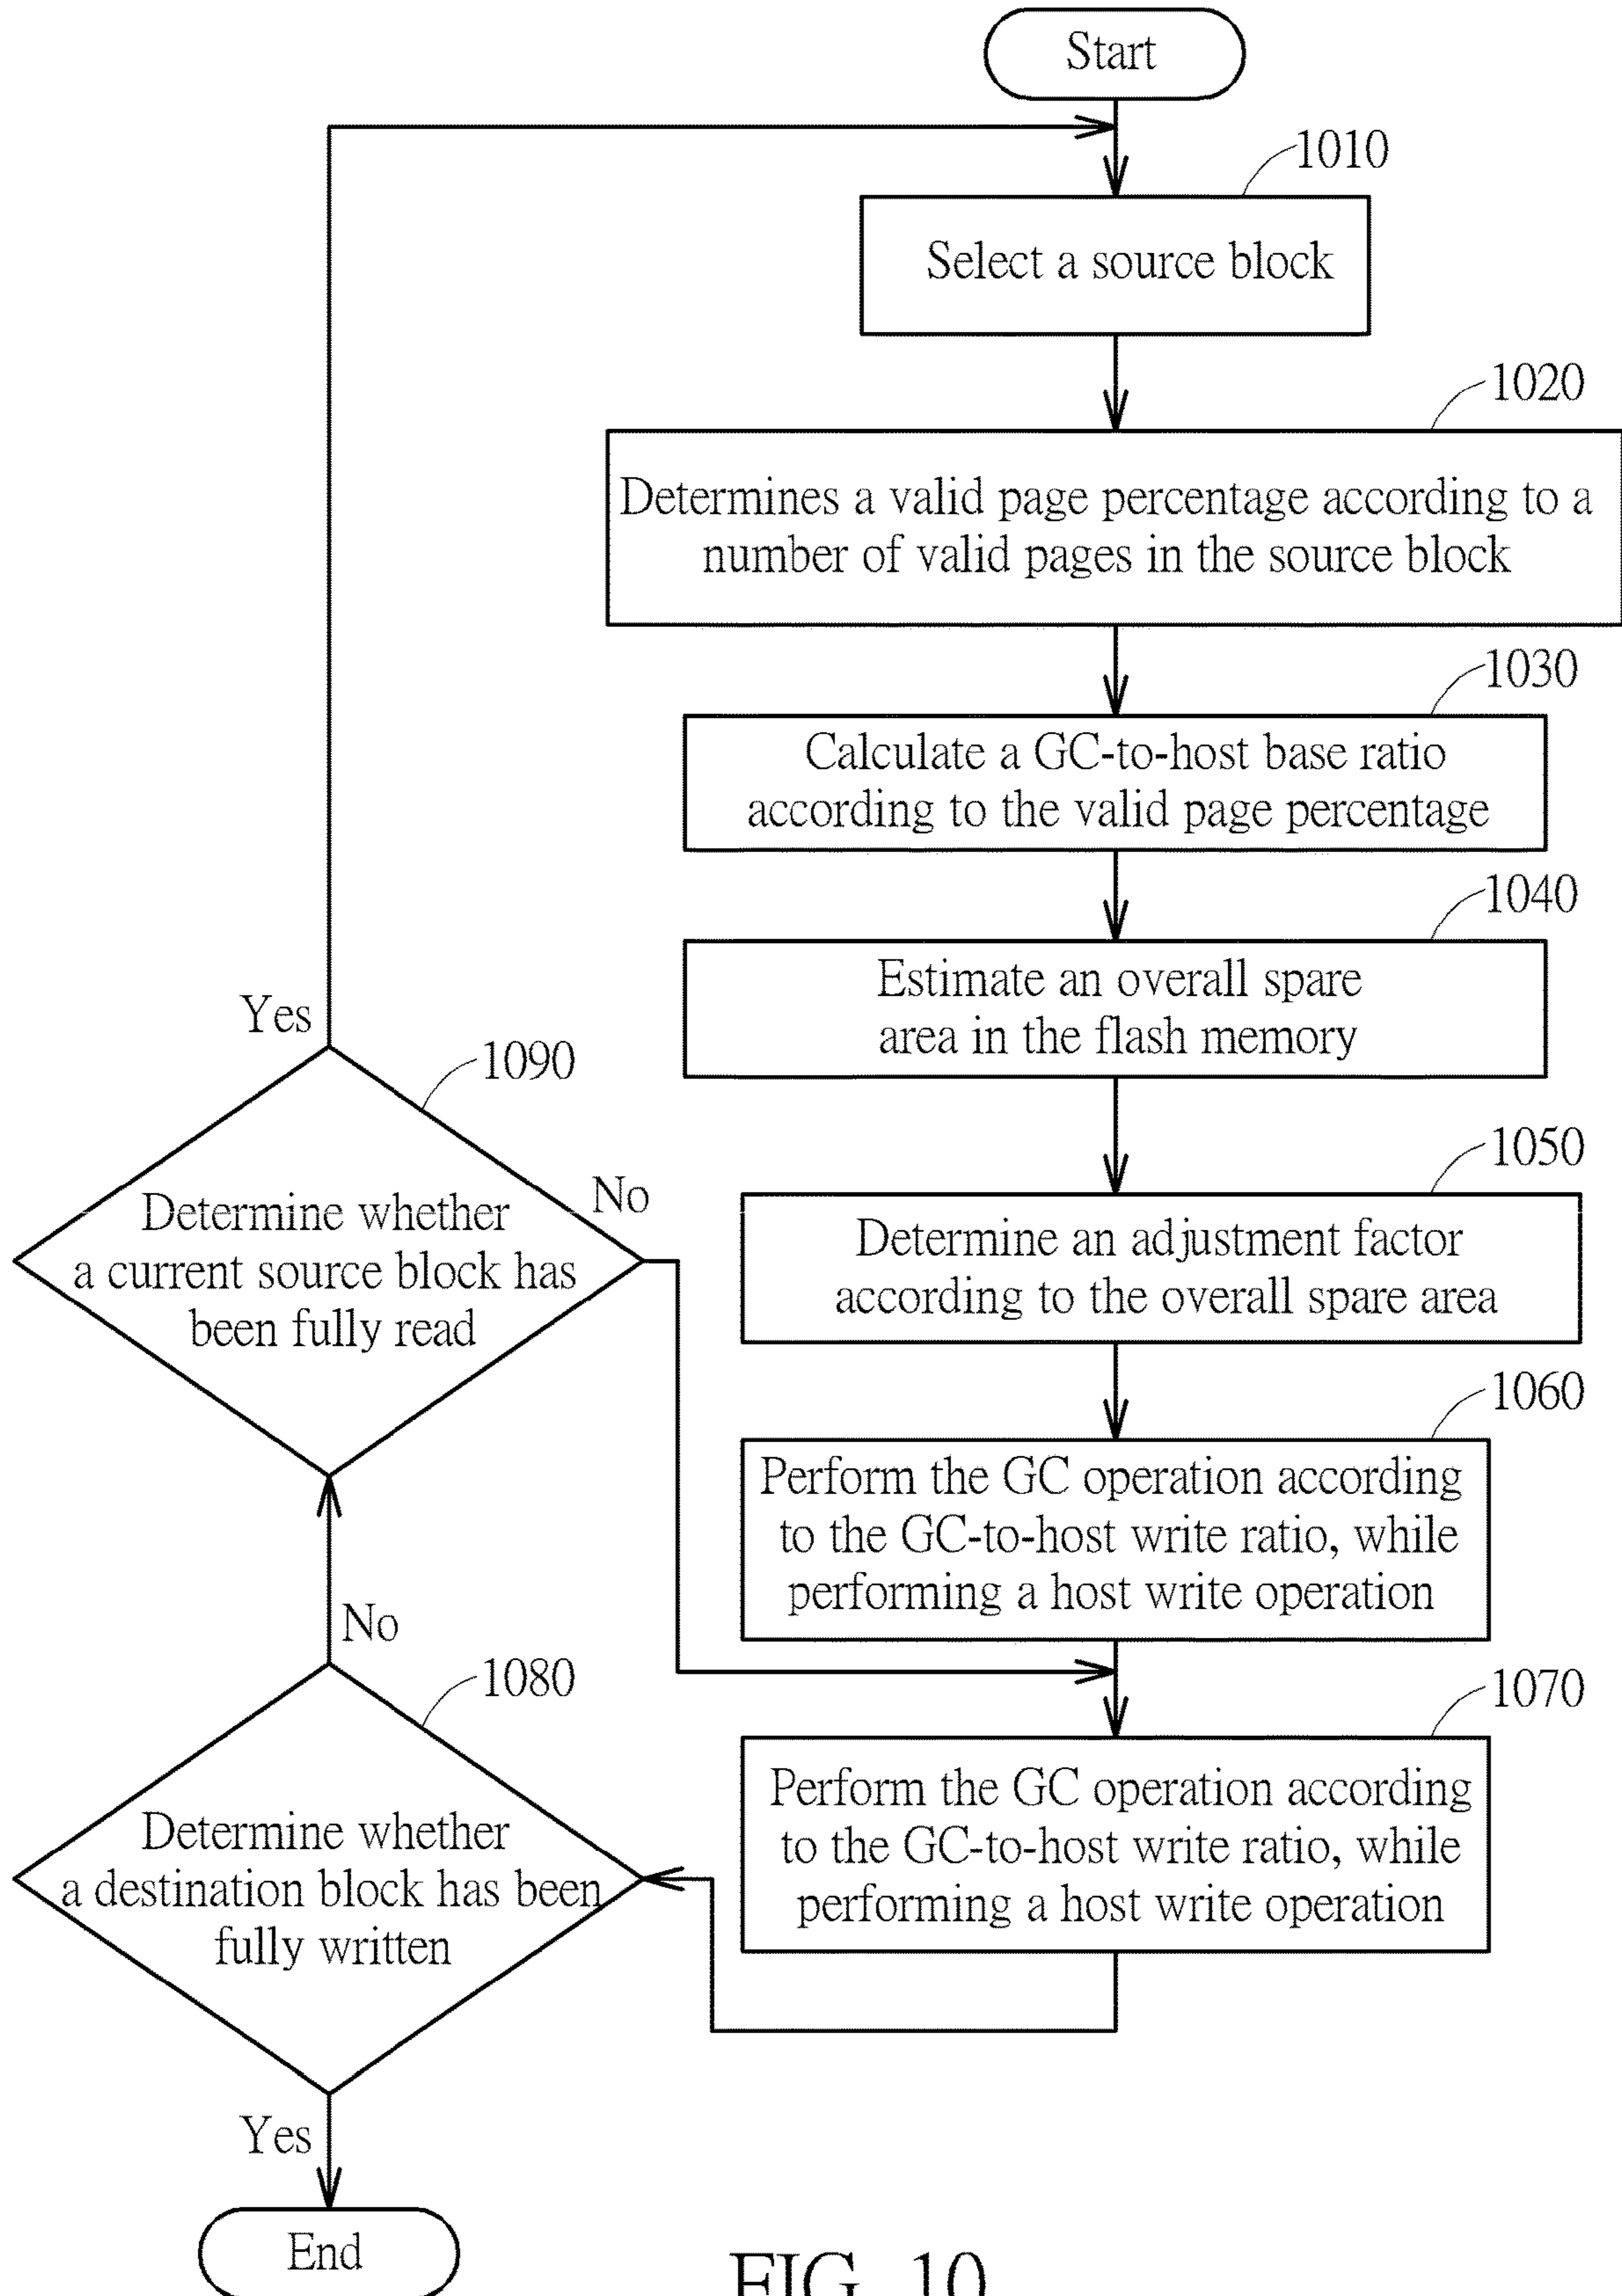 Start
1010
Select a source block
1020
Determines a valid page percentage according to a
number of valid pages in the source block
1030
Calculate a GC-to-host base ratio
according to the valid page percentage
1040
Estimate an overall spare
area in the flash memory
1050
Determine an adjustment factor
according to the overall spare area
1060
Perform the GC operation according
to the GC-to-host write ratio, while
performing a host write operation
1070
Perform the GC operation according
to the GC-to-host write ratio, while
performing a host write operation
Yes
1090
No
Determine whether
a current source block has
been fully read
No
1080
Determine whether
a destination block has been
fully written
Yes
End
FIG. 10